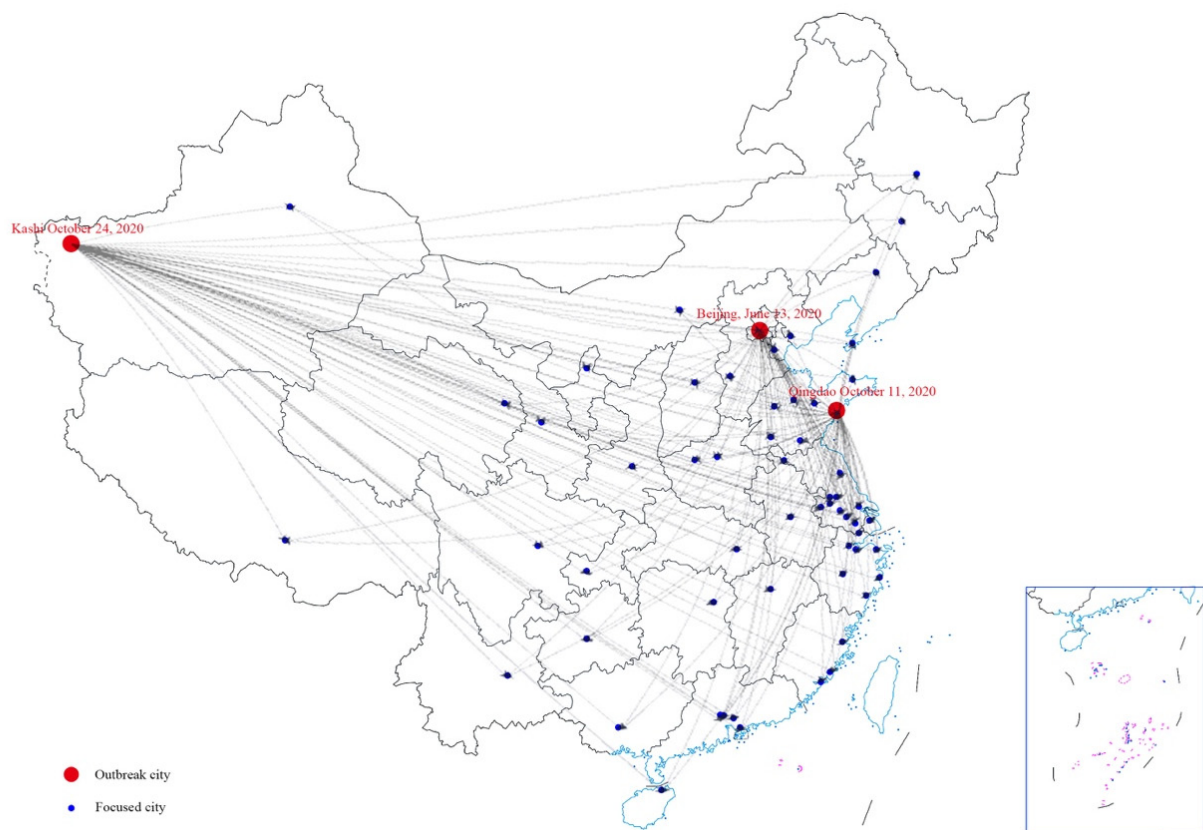 Kashi October 24, 2020
Beijing, June 13, 2020
Qingdao October 11, 2020
Outbreak city
Focused city